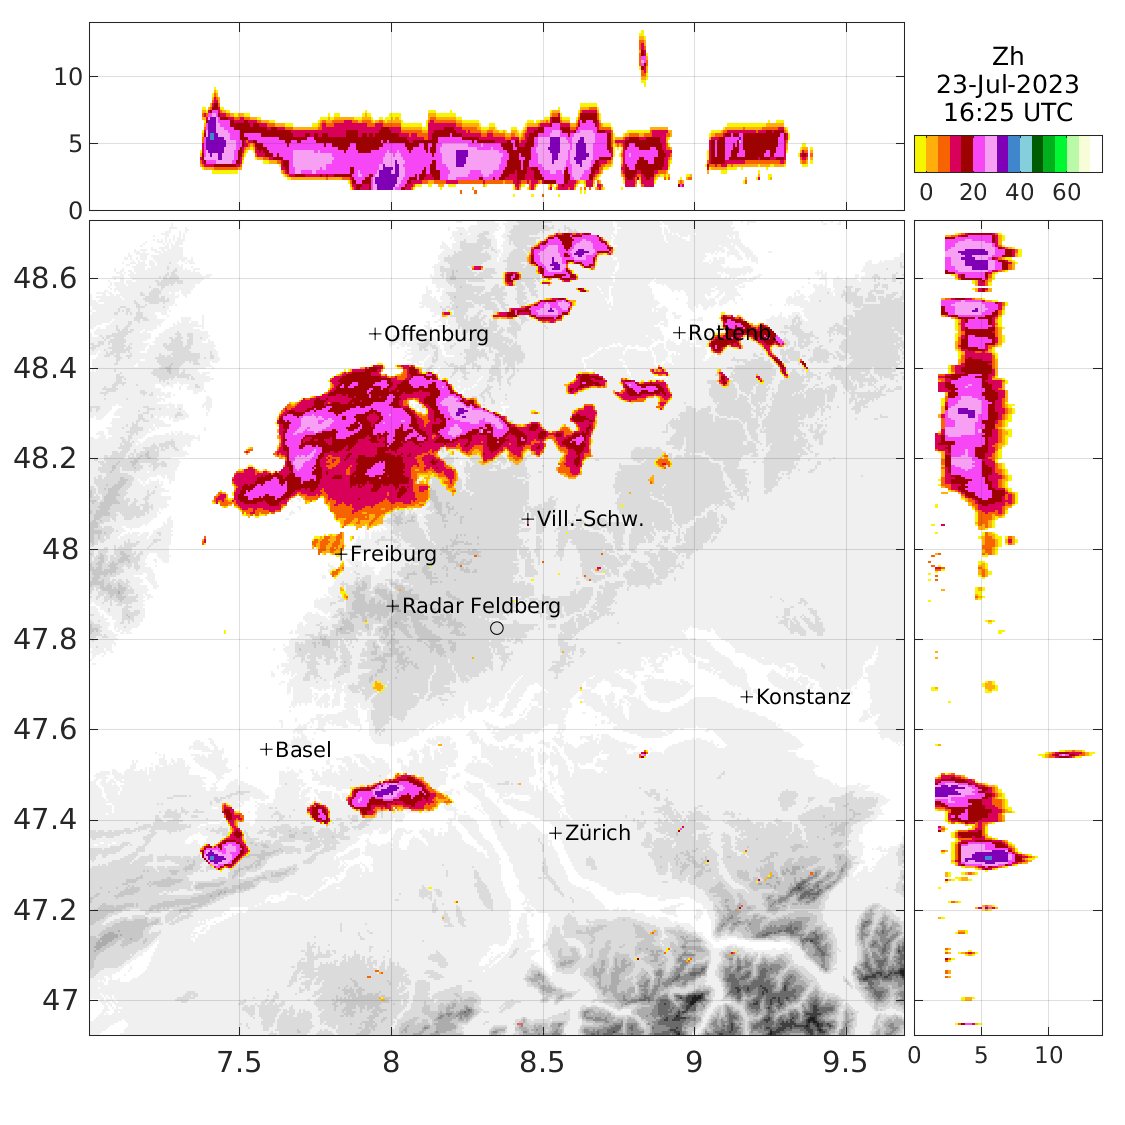 10
5
0
Zh
23-Jul-2023
16:25 UTC
0 20 40 60
48.6
48.4
48.2
48
47.8
47.6
47.4
47.2
47
+Offenburg
+Rottenb.
+Vill.-Schw.
+Freiburg
+Radar Feldberg
+Konstanz
+Basel
+Zürich
7.5 8 8.5 9 9.5
0 5 10